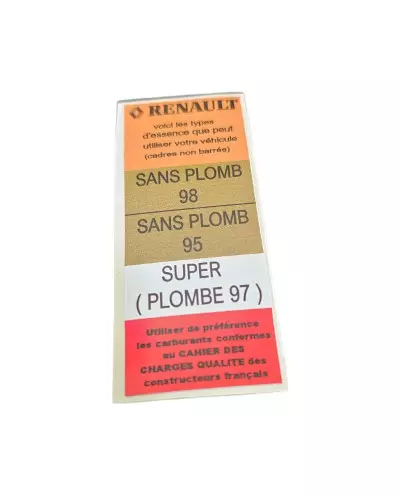 RENAULT
voici les types
d'essence que peut
utiliser votre véhicule
(cadres non barrés)
SANS PLOMB
98
SANS PLOMB
95
SUPER
( PLOMBE 97 )
Utiliser de préférence
les carburants conformes
au CAHIER DES
CHARGES QUALITE des
constructeurs français